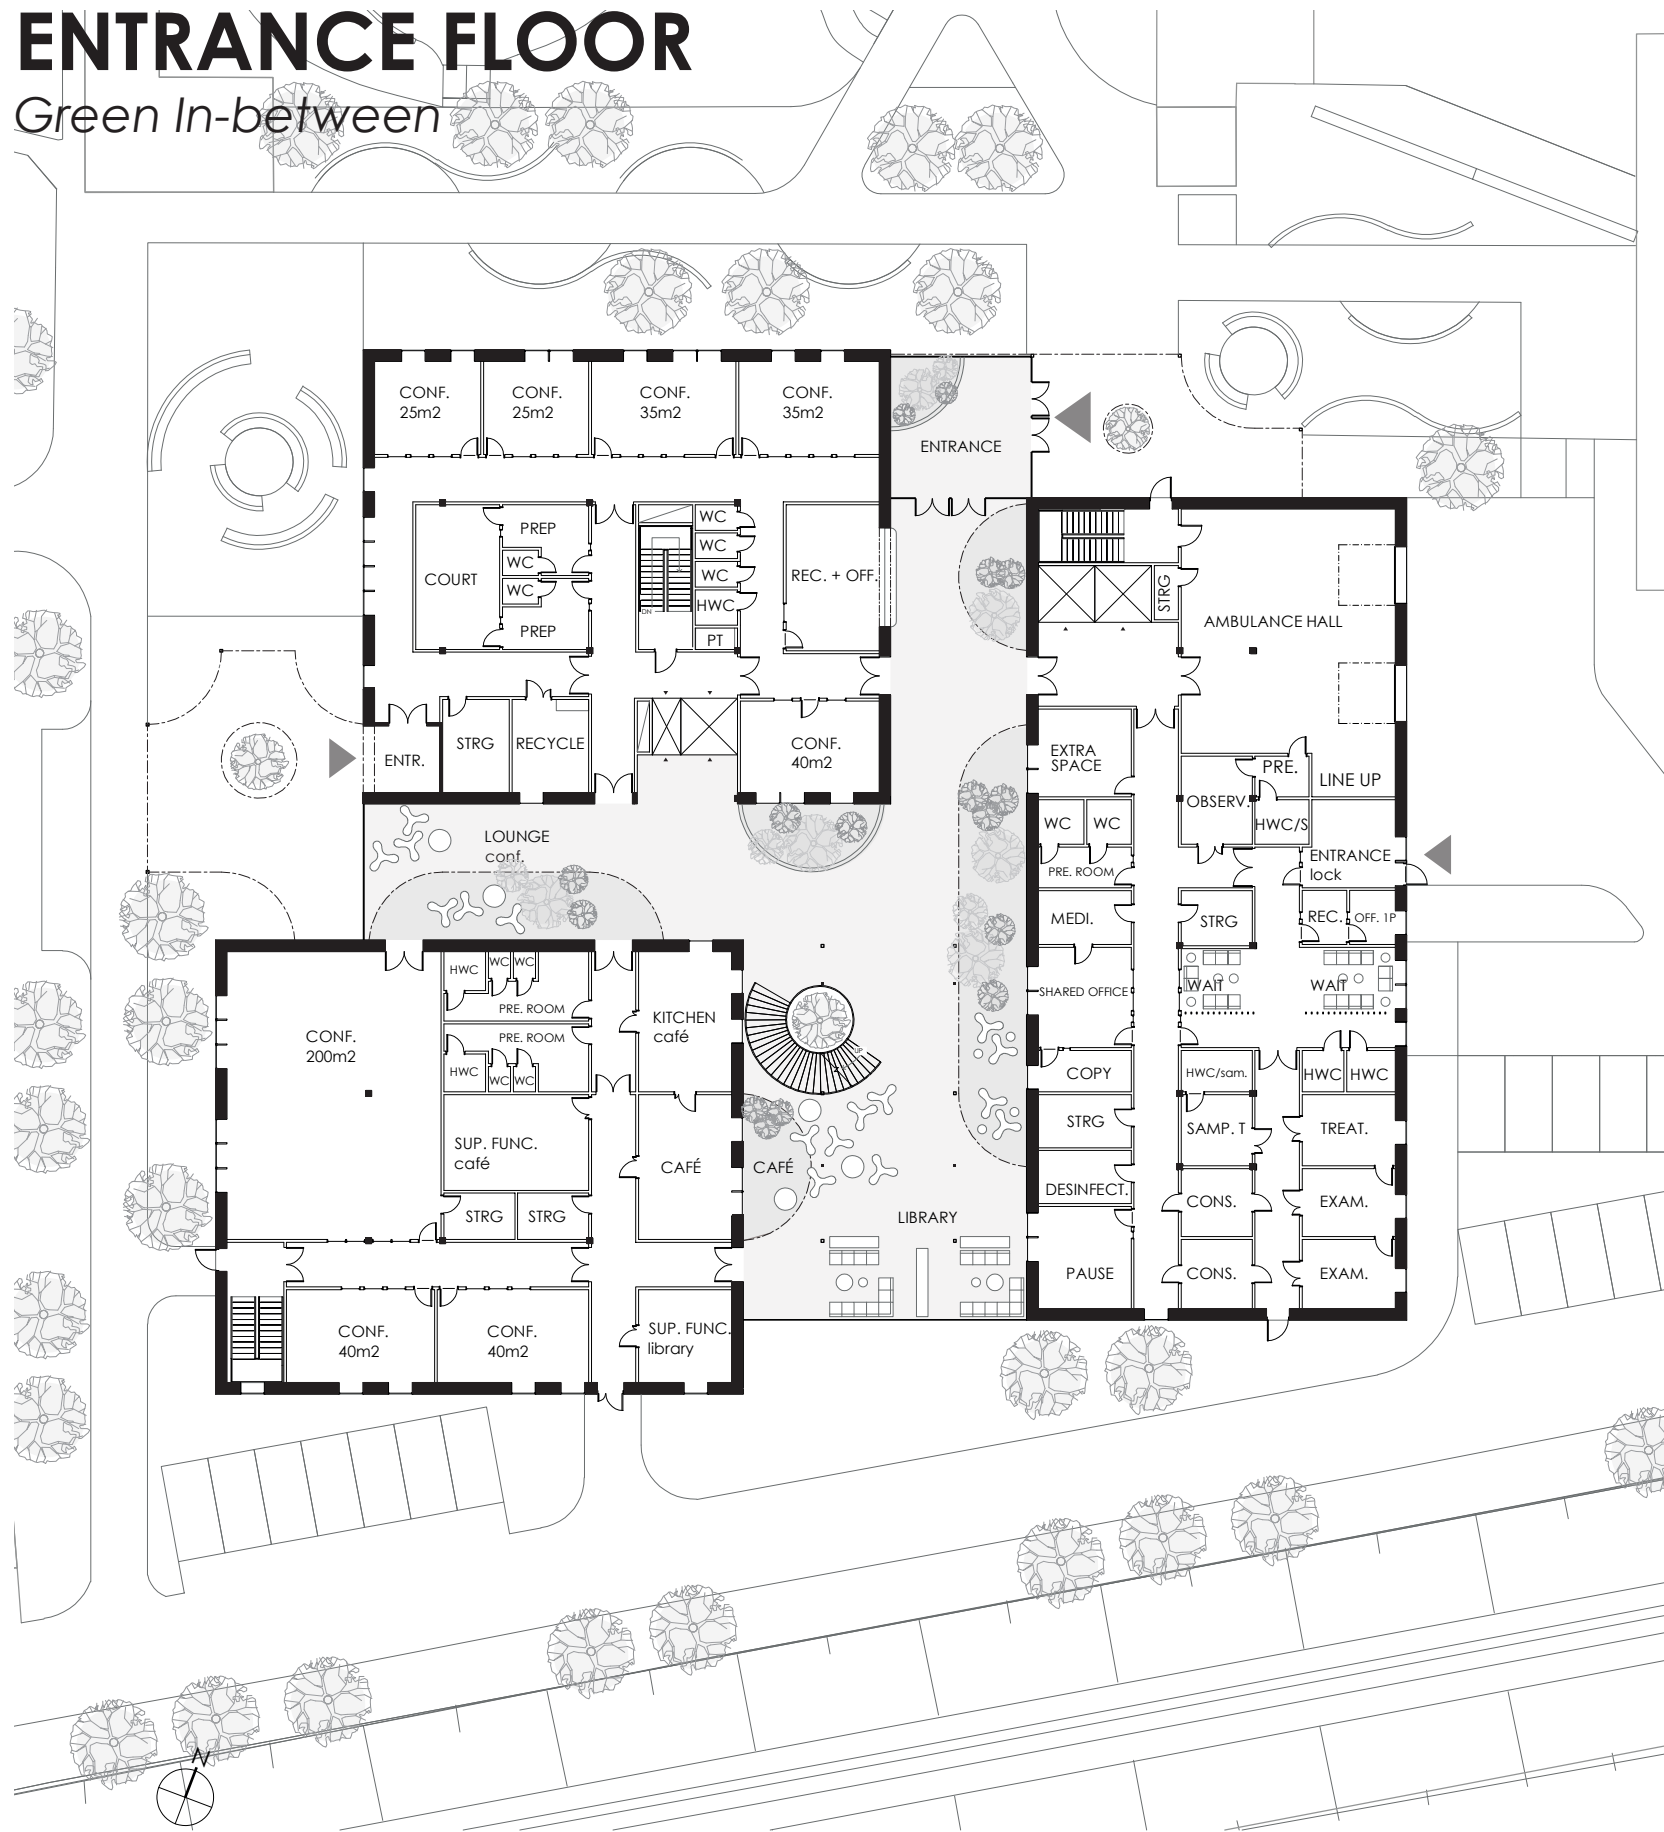 ENTRANCE FLOOR
Green In-between
CONF.
25m2
CONF.
25m2
CONF.
35m2
CONF.
35m2
ENTRANCE
COURT
PREP
WC
WC
PREP
DN
WC
WC
WC
HWC
PT
REC. + OFF.
STRG
AMBULANCE HALL
ENTR.
STRG
RECYCLE
CONF.
40m2
EXTRA
SPACE
PRE.
LINE UP
OBSERV.
HWC/S
WC
WC
LOUNGE
conf.
PRE. ROOM
ENTRANCE
lock
MEDI.
STRG
REC.
OFF. 1P
HWC
WC
WC
PRE. ROOM
SHARED OFFICE
WAIT
WAIT
CONF.
200m2
KITCHEN
café
PRE. ROOM
HWC
WC
WC
UP
COPY
HWC/sam.
HWC
HWC
SUP. FUNC.
café
CAFÉ
CAFÉ
STRG
SAMP. T
TREAT.
DESINFECT.
CONS.
EXAM.
STRG
STRG
LIBRARY
PAUSE
CONS.
EXAM.
CONF.
40m2
CONF.
40m2
SUP. FUNC.
library
N